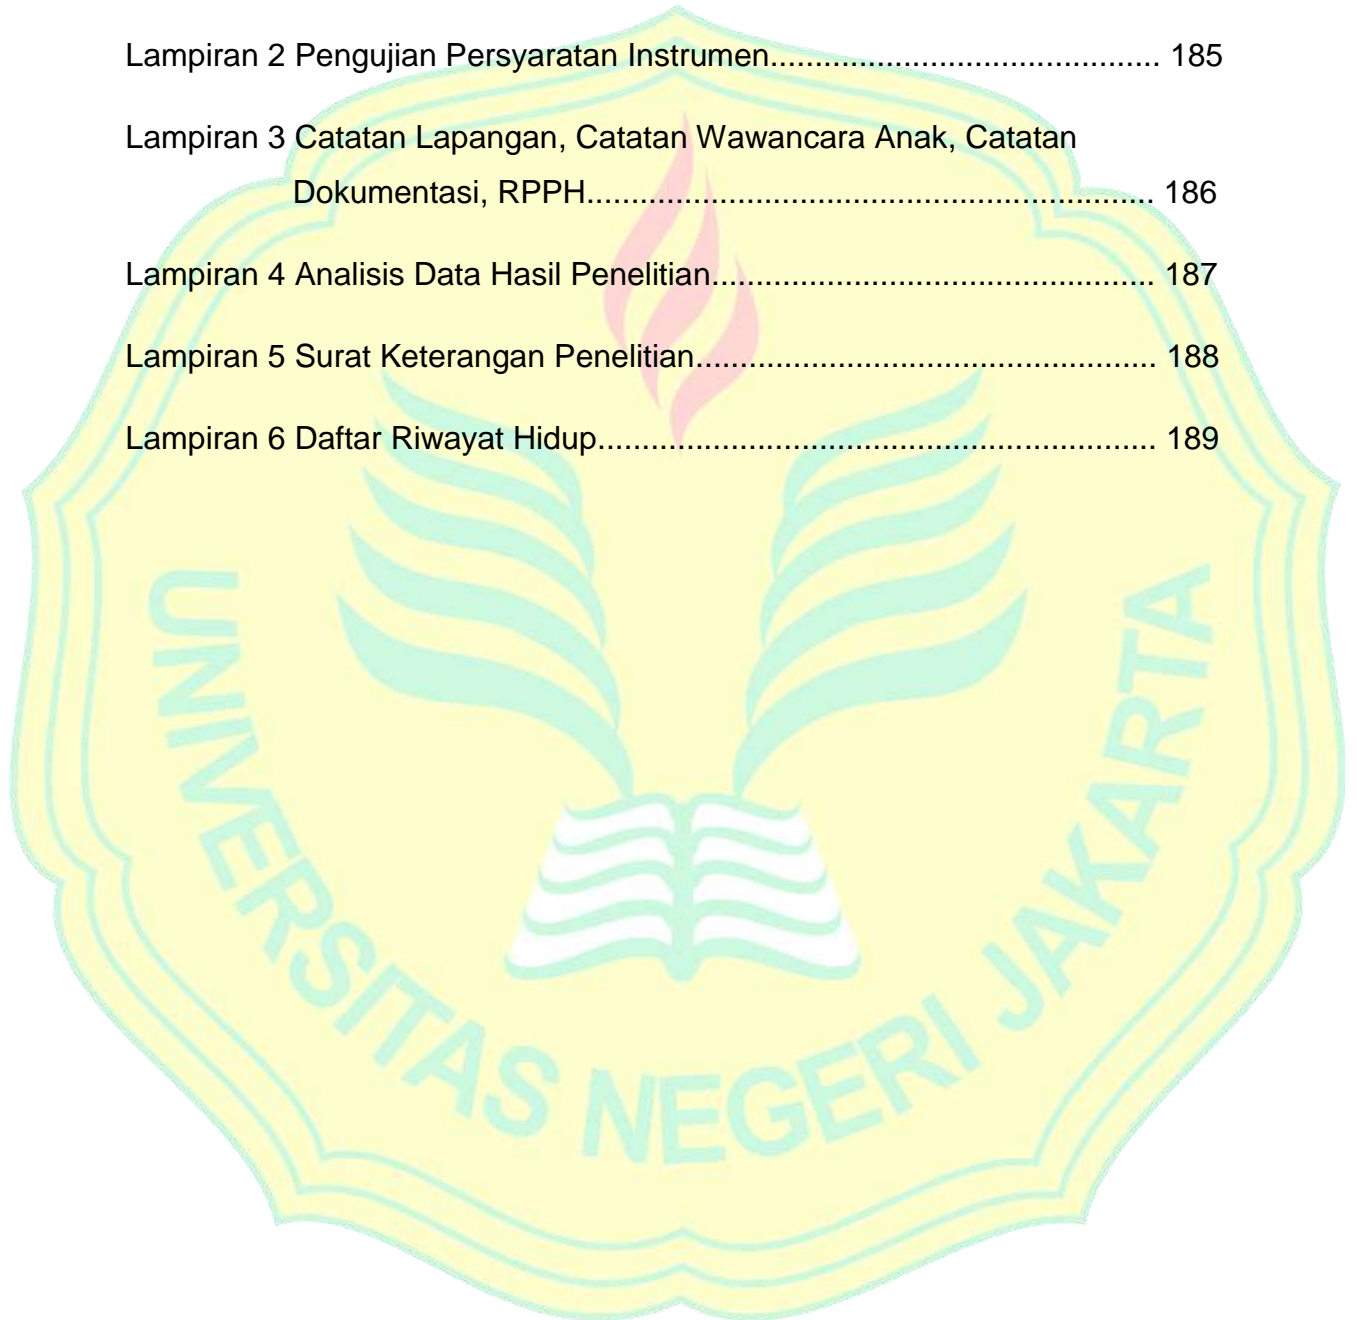 Lampiran 2 Pengujian Persyaratan Instrumen............................................ 185
Lampiran 3 Catatan Lapangan, Catatan Wawancara Anak, Catatan
Dokumentasi, RPPH................................................................ 186
Lampiran 4 Analisis Data Hasil Penelitian.................................................. 187
Lampiran 5 Surat Keterangan Penelitian.................................................... 188
Lampiran 6 Daftar Riwayat Hidup............................................................... 189
UNIVERSITAS NEGERI JAKARTA